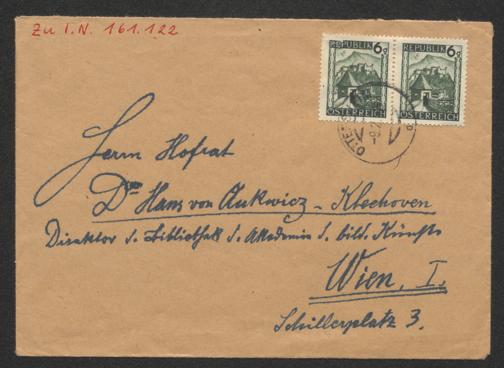 Zu I.N. 161.122
REPUBLIK 6g
ÖSTERREICH
REPUBLIK 6g
ÖSTERREICH
Herrn Hofrat
Dr Hans von Ankwicz-Kleehoven
Direktor d. Bibliothek d. Akademie d. bild. Künste
Wien, I.
Schillerplatz 3.